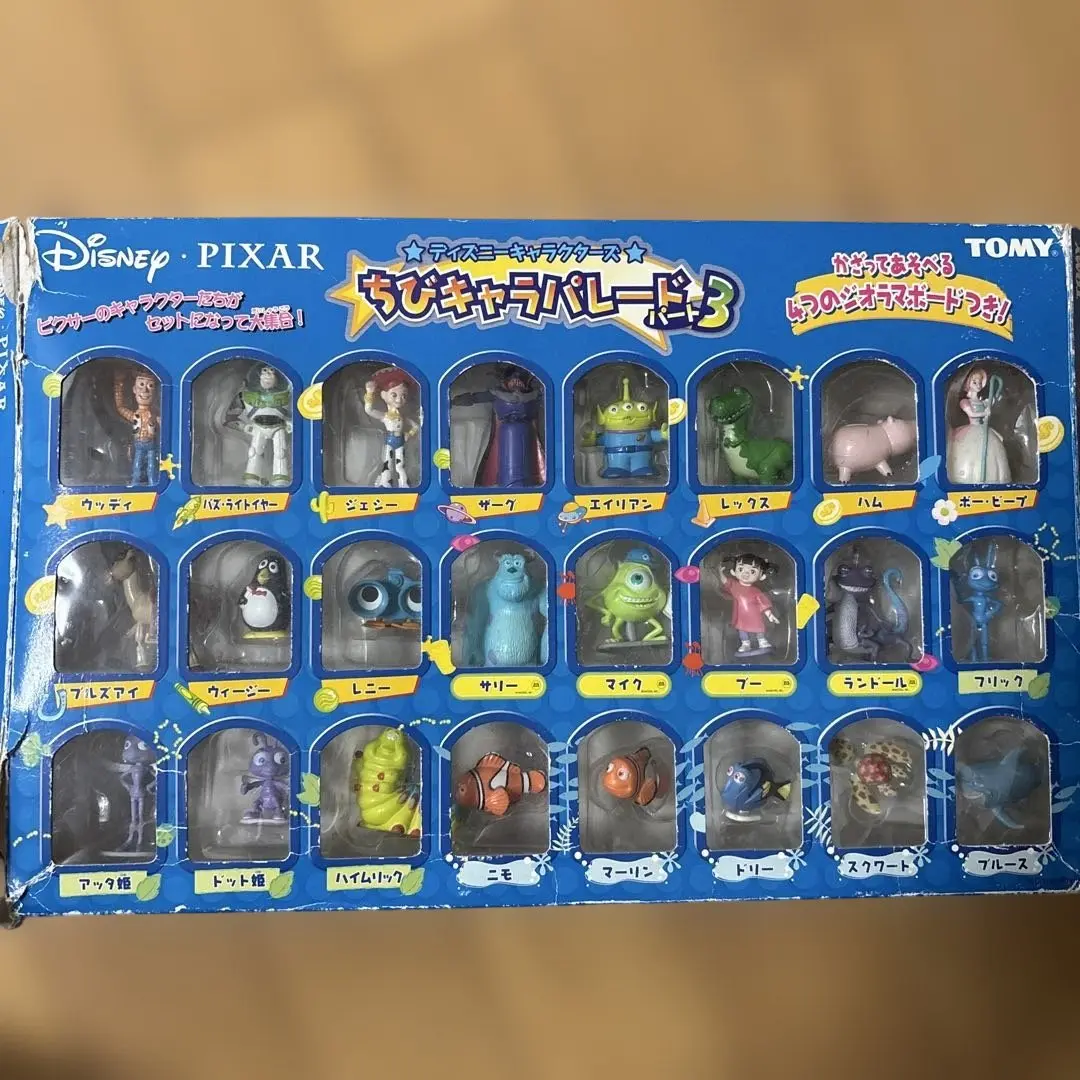 DISNEY・PIXAR
★ディズニーキャラクターズ★
ちびキャラパレード パート3
TOMY
ピクサーのキャラクターたちが
セットになって大集合！
かざってあそべる
4つのジオラマボードつき！
ウッディ
バズ・ライトイヤー
ジェシー
ザーグ
エイリアン
レックス
ハム
ボー・ピープ
ブルズアイ
ウィージー
レニー
サリー
マイク
ブー
ランドール
フリック
アッタ姫
ドット姫
ハイムリック
ニモ
マーリン
ドリー
スクワート
ブルース